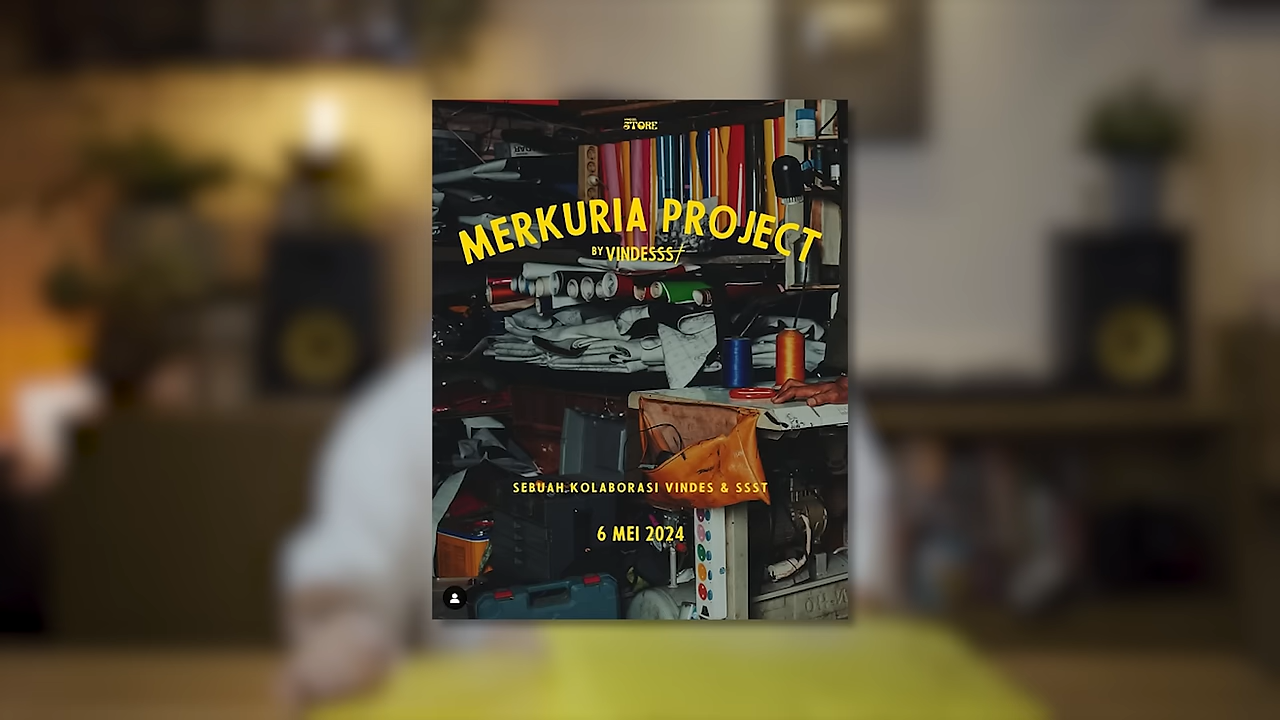 STORE
MERKURIA PROJECT
BY VINDESSST
SEBUAH KOLABORASI VINDES & SSST
6 MEI 2024